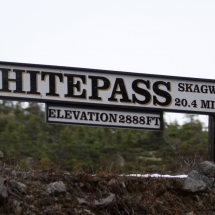 HITEPASS
SKAGW
20.4 MI
ELEVATION 2888FT